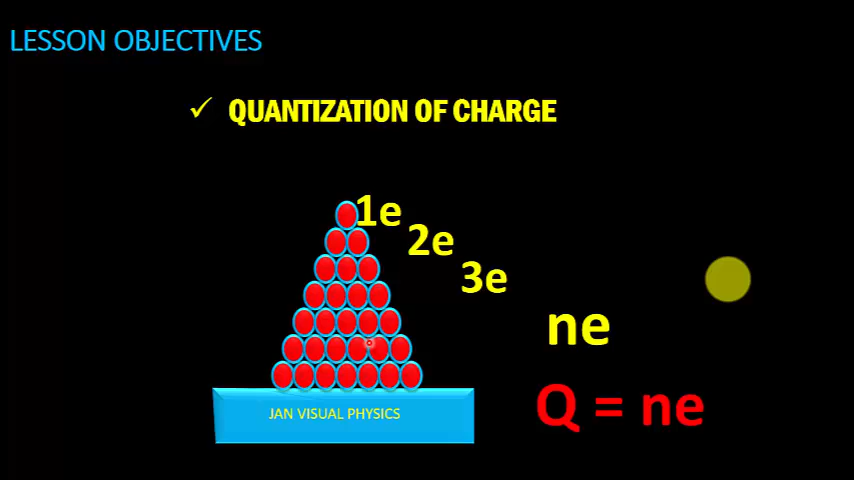 LESSON OBJECTIVES
✓ QUANTIZATION OF CHARGE
1e
2e
3e
ne
Q = ne
JAN VISUAL PHYSICS